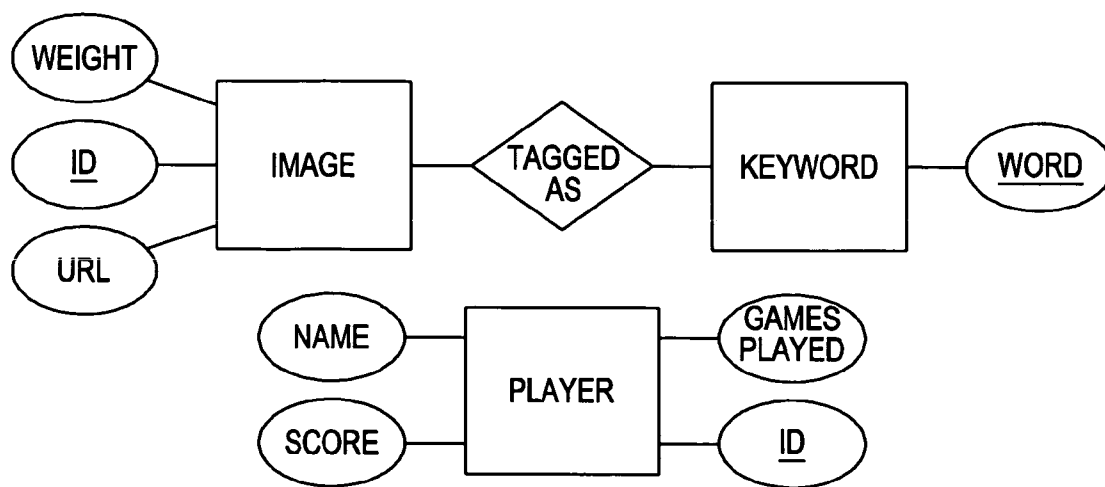 WEIGHT
ID
URL
IMAGE
TAGGED
AS
KEYWORD
WORD
NAME
SCORE
PLAYER
GAMES
PLAYED
ID